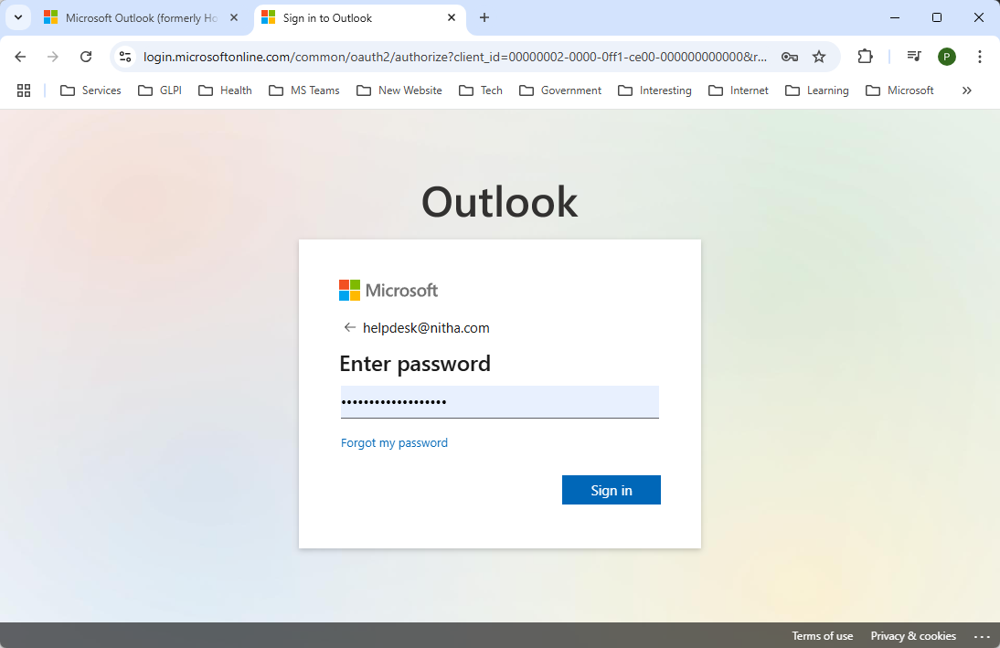 Microsoft Outlook (formerly Ho
Sign in to Outlook
login.microsoftonline.com/common/oauth2/authorize?client_id=00000002-0000-0ff1-ce00-000000000000&r...
P
Services
GLPI
Health
MS Teams
New Website
Tech
Government
Interesting
Internet
Learning
Microsoft
Outlook
Microsoft
helpdesk@nitha.com
Enter password
•••••••••••••••••••
Forgot my password
Sign in
Terms of use
Privacy & cookies